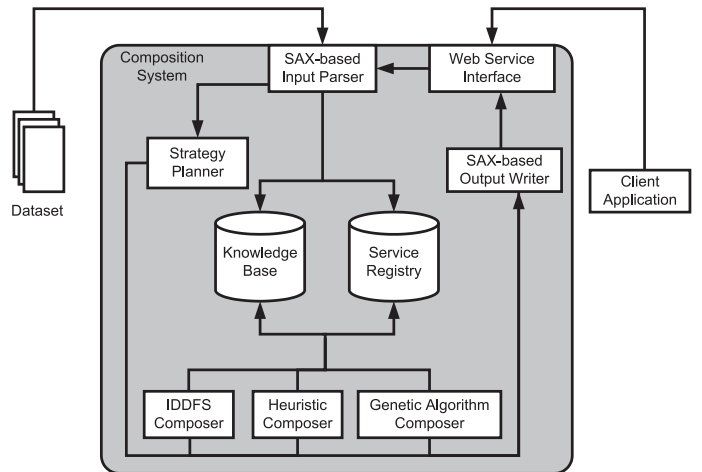 Composition
System
SAX-based
Input Parser
Web Service
Interface
Strategy
Planner
SAX-based
Output Writer
Client
Application
Dataset
Knowledge
Base
Service
Registry
IDDFS
Composer
Heuristic
Composer
Genetic Algorithm
Composer